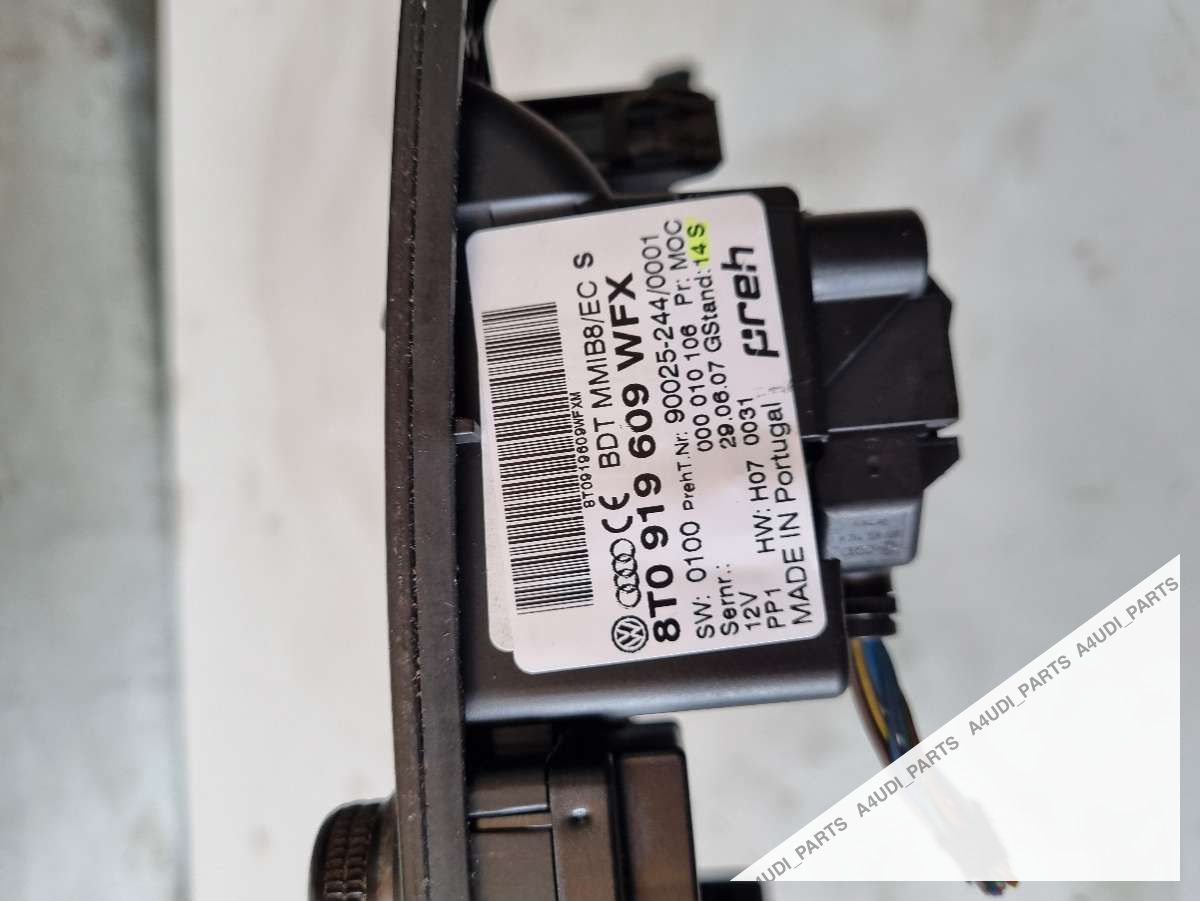 8T0919609WFXM
CE BDT MMIB8/EC S
8T0 919 609 WFX
SW: 0100 PrehT.Nr: 90025-244/0001
Sernr.: 000 010 106 Pr: MOC
12V 29.06.07 GStand: 14 S
PP1 HW: H07 0031
MADE IN Portugal
preh
A4UDI_PARTS A4UDI_PARTS A4UDI_PARTS A4UDI_PARTS